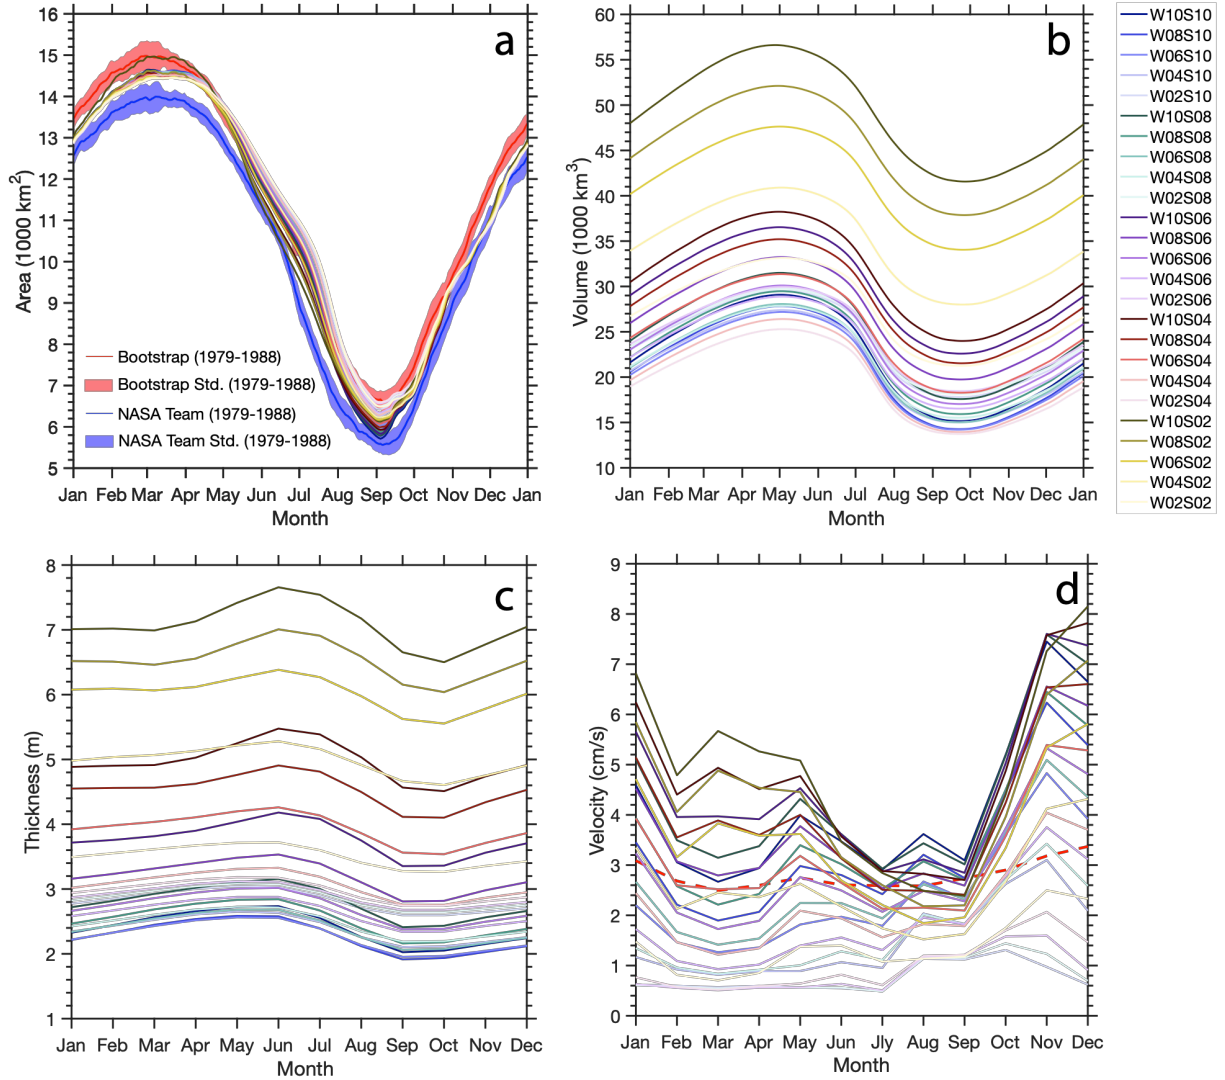 a
16
15
14
13
12
11
10
9
8
7
6
5
Area (1000 km2)
Bootstrap (1979-1988)
Bootstrap Std. (1979-1988)
NASA Team (1979-1988)
NASA Team Std. (1979-1988)
Jan Feb Mar Apr May Jun Jul Aug Sep Oct Nov Dec Jan
Month
b
60
55
50
45
40
35
30
25
20
15
10
Volume (1000 km3)
Jan Feb Mar Apr May Jun Jul Aug Sep Oct Nov Dec Jan
Month
W10S10
W08S10
W06S10
W04S10
W02S10
W10S08
W08S08
W06S08
W04S08
W02S08
W10S06
W08S06
W06S06
W04S06
W02S06
W10S04
W08S04
W06S04
W04S04
W02S04
W10S02
W08S02
W06S02
W04S02
W02S02
c
8
7
6
5
4
3
2
1
Thickness (m)
Jan Feb Mar Apr May Jun Jul Aug Sep Oct Nov Dec
Month
d
9
8
7
6
5
4
3
2
1
0
Velocity (cm/s)
Jan Feb Mar Apr May Jun Jly Aug Sep Oct Nov Dec
Month